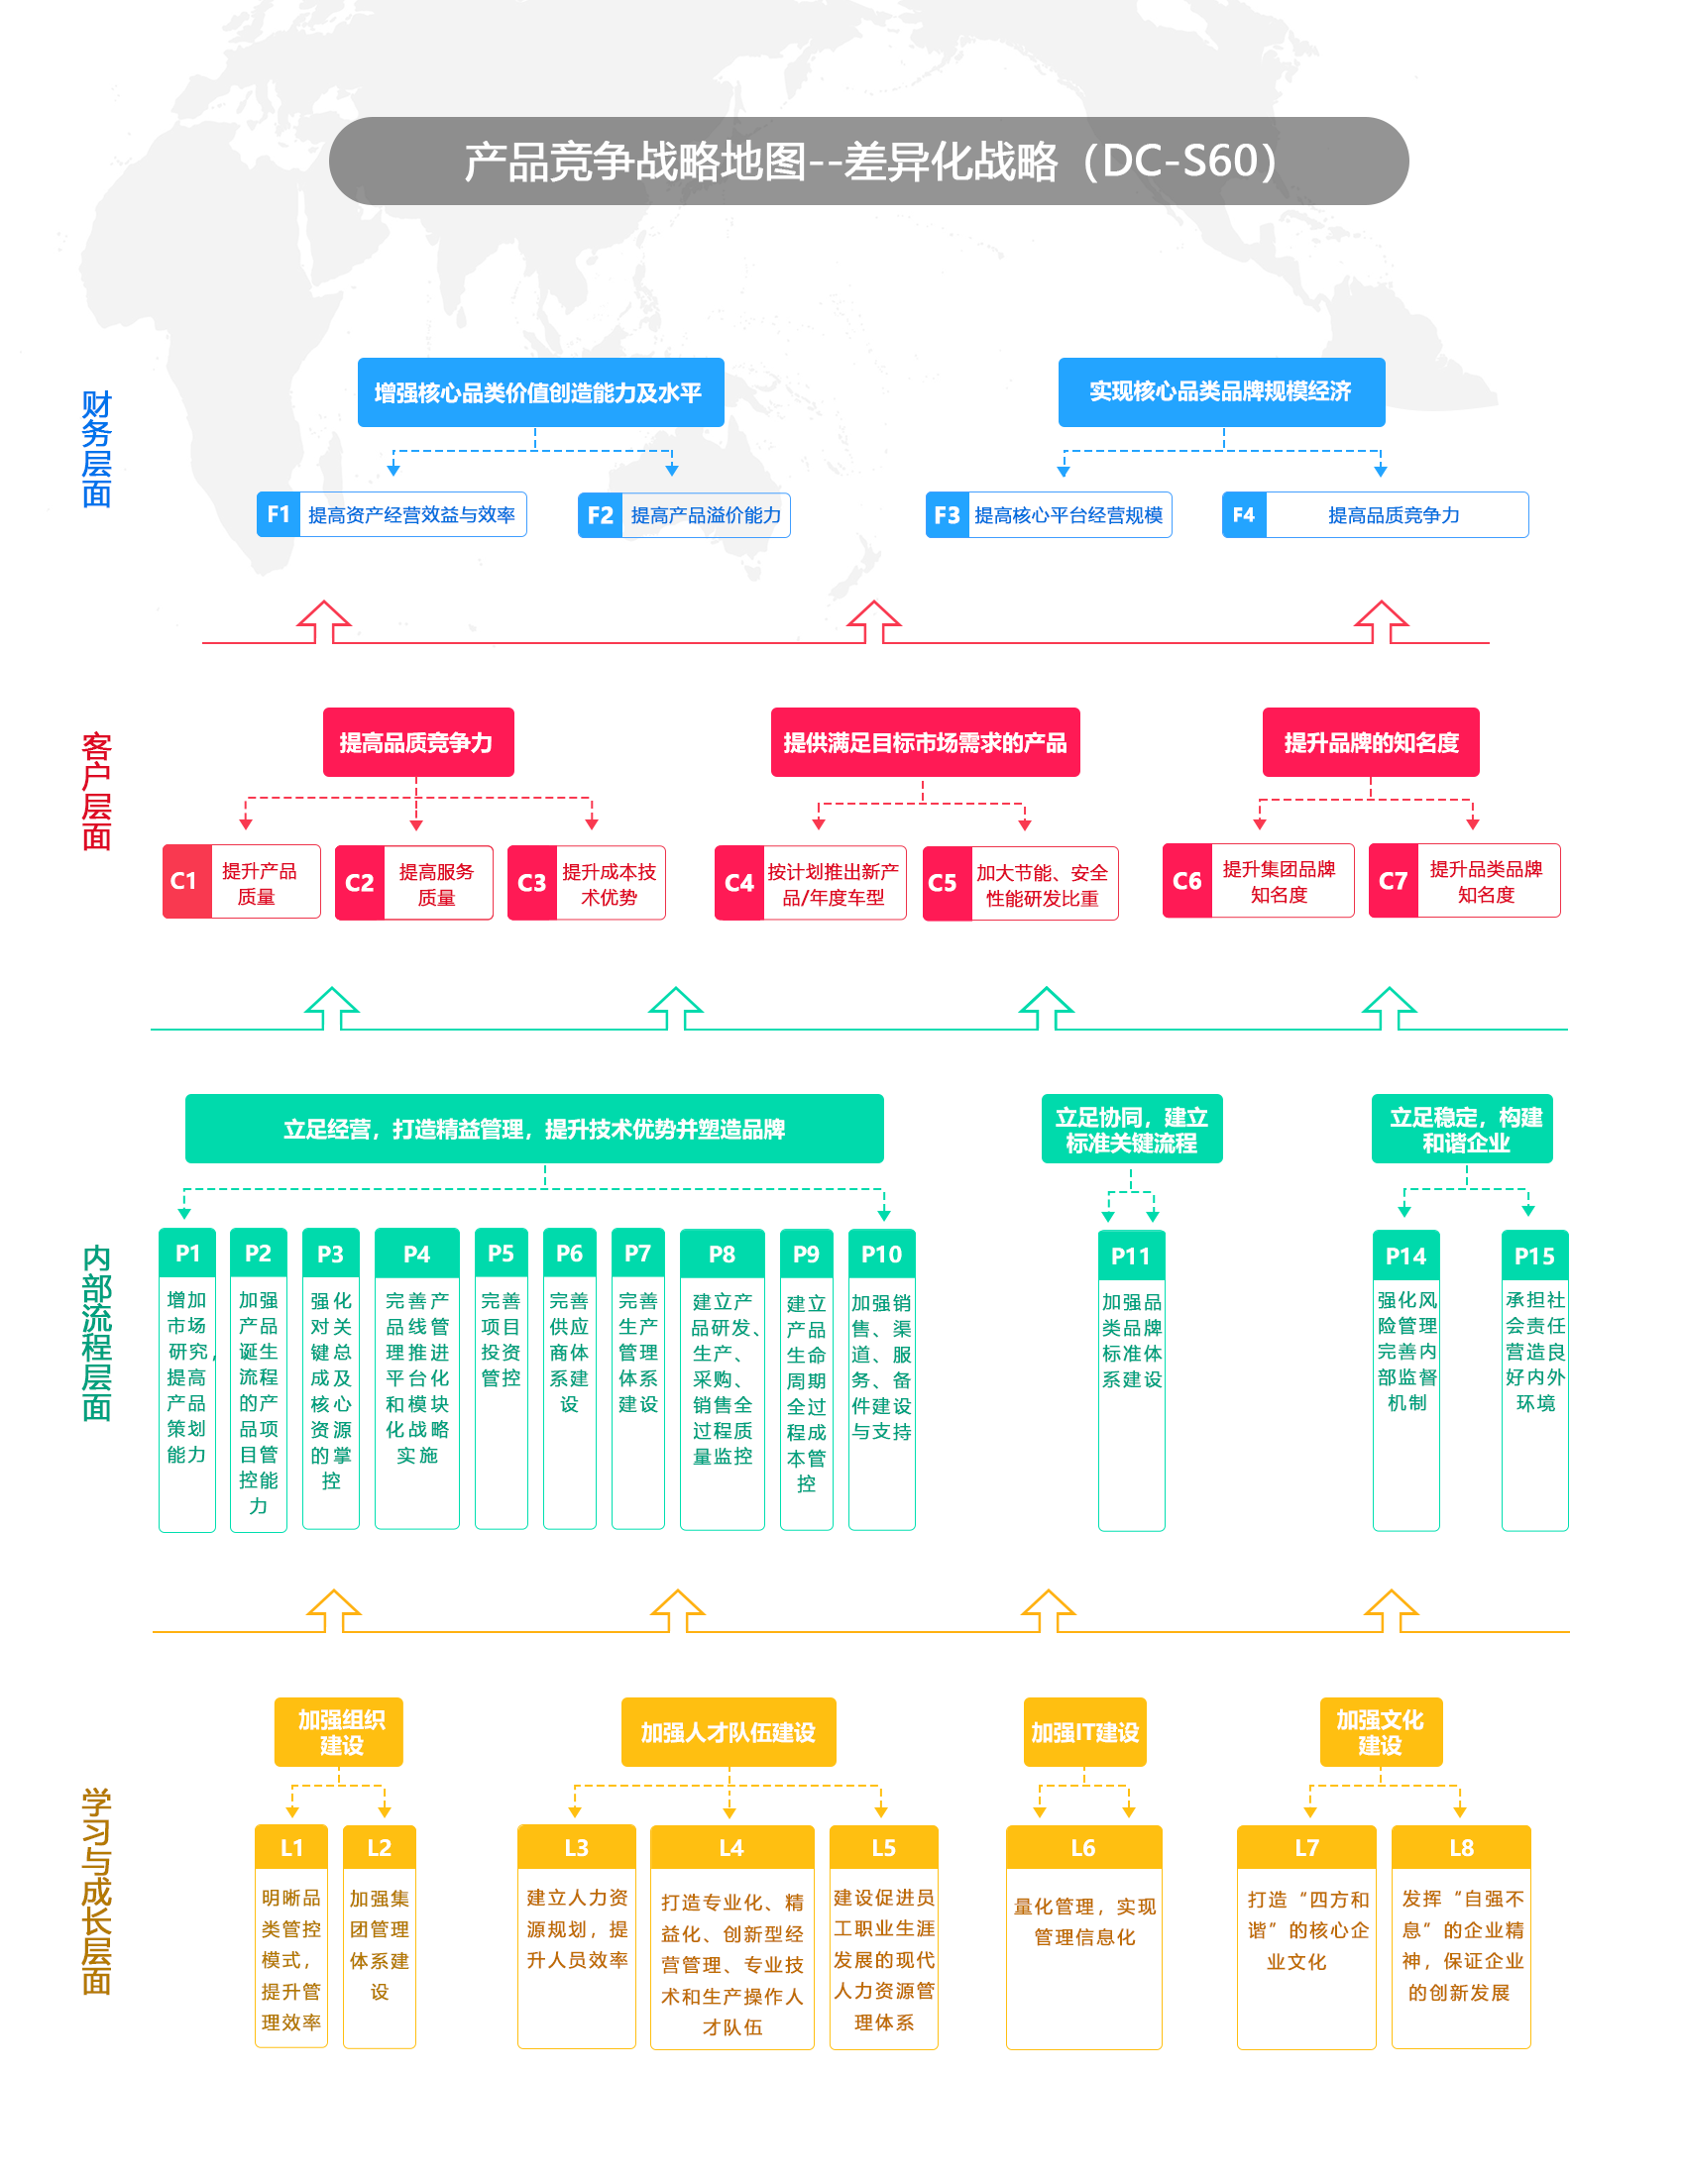 产品竞争战略地图--差异化战略（DC-S60）
财务层面
增强核心品类价值创造能力及水平
实现核心品类品牌规模经济
F1 提高资产经营效益与效率
F2 提高产品溢价能力
F3 提高核心平台经营规模
F4 提高品质竞争力
客户层面
提高品质竞争力
提供满足目标市场需求的产品
提升品牌的知名度
C1
提升产品
质量
C2
提高服务
质量
C3
提升成本技
术优势
C4
按计划推出新产
品/年度车型
C5
加大节能、安全
性能研发比重
C6
提升集团品牌
知名度
C7
提升品类品牌
知名度
内部流程层面
立足经营，打造精益管理，提升技术优势并塑造品牌
立足协同，建立
标准关键流程
立足稳定，构建
和谐企业
P1
增加
市场
研究，
提高
产品
策划
能力
P2
加强
产品
诞生
流程
的产
品项
目管
控能
力
P3
强化
对关
键总
成及
核心
资源
的掌
控
P4
完善产
品线管
理推进
平台化
和模块
化战略
实施
P5
完善
项目
投资
管控
P6
完善
供应
商体
系建
设
P7
完善
生产
管理
体系
建设
P8
建立产
品研发、
生产、
采购、
销售全
过程质
量监控
P9
建立
产品
生命
周期
全过
程成
本管
控
P10
加强销
售、渠
道、服
务、备
件建设
与支持
P11
加强品
类品牌
标准体
系建设
P14
强化风
险管理
完善内
部监督
机制
P15
承担社
会责任
营造良
好内外
环境
学习与成长层面
加强组织
建设
加强人才队伍建设
加强IT建设
加强文化
建设
L1
明晰品
类管控
模式，
提升管
理效率
L2
加强集
团管理
体系建
设
L3
建立人力资
源规划，提
升人员效率
L4
打造专业化、精
益化、创新型经
营管理、专业技
术和生产操作人
才队伍
L5
建设促进员
工职业生涯
发展的现代
人力资源管
理体系
L6
量化管理，实现
管理信息化
L7
打造“四方和
谐”的核心企
业文化
L8
发挥“自强不
息”的企业精
神，保证企业
的创新发展